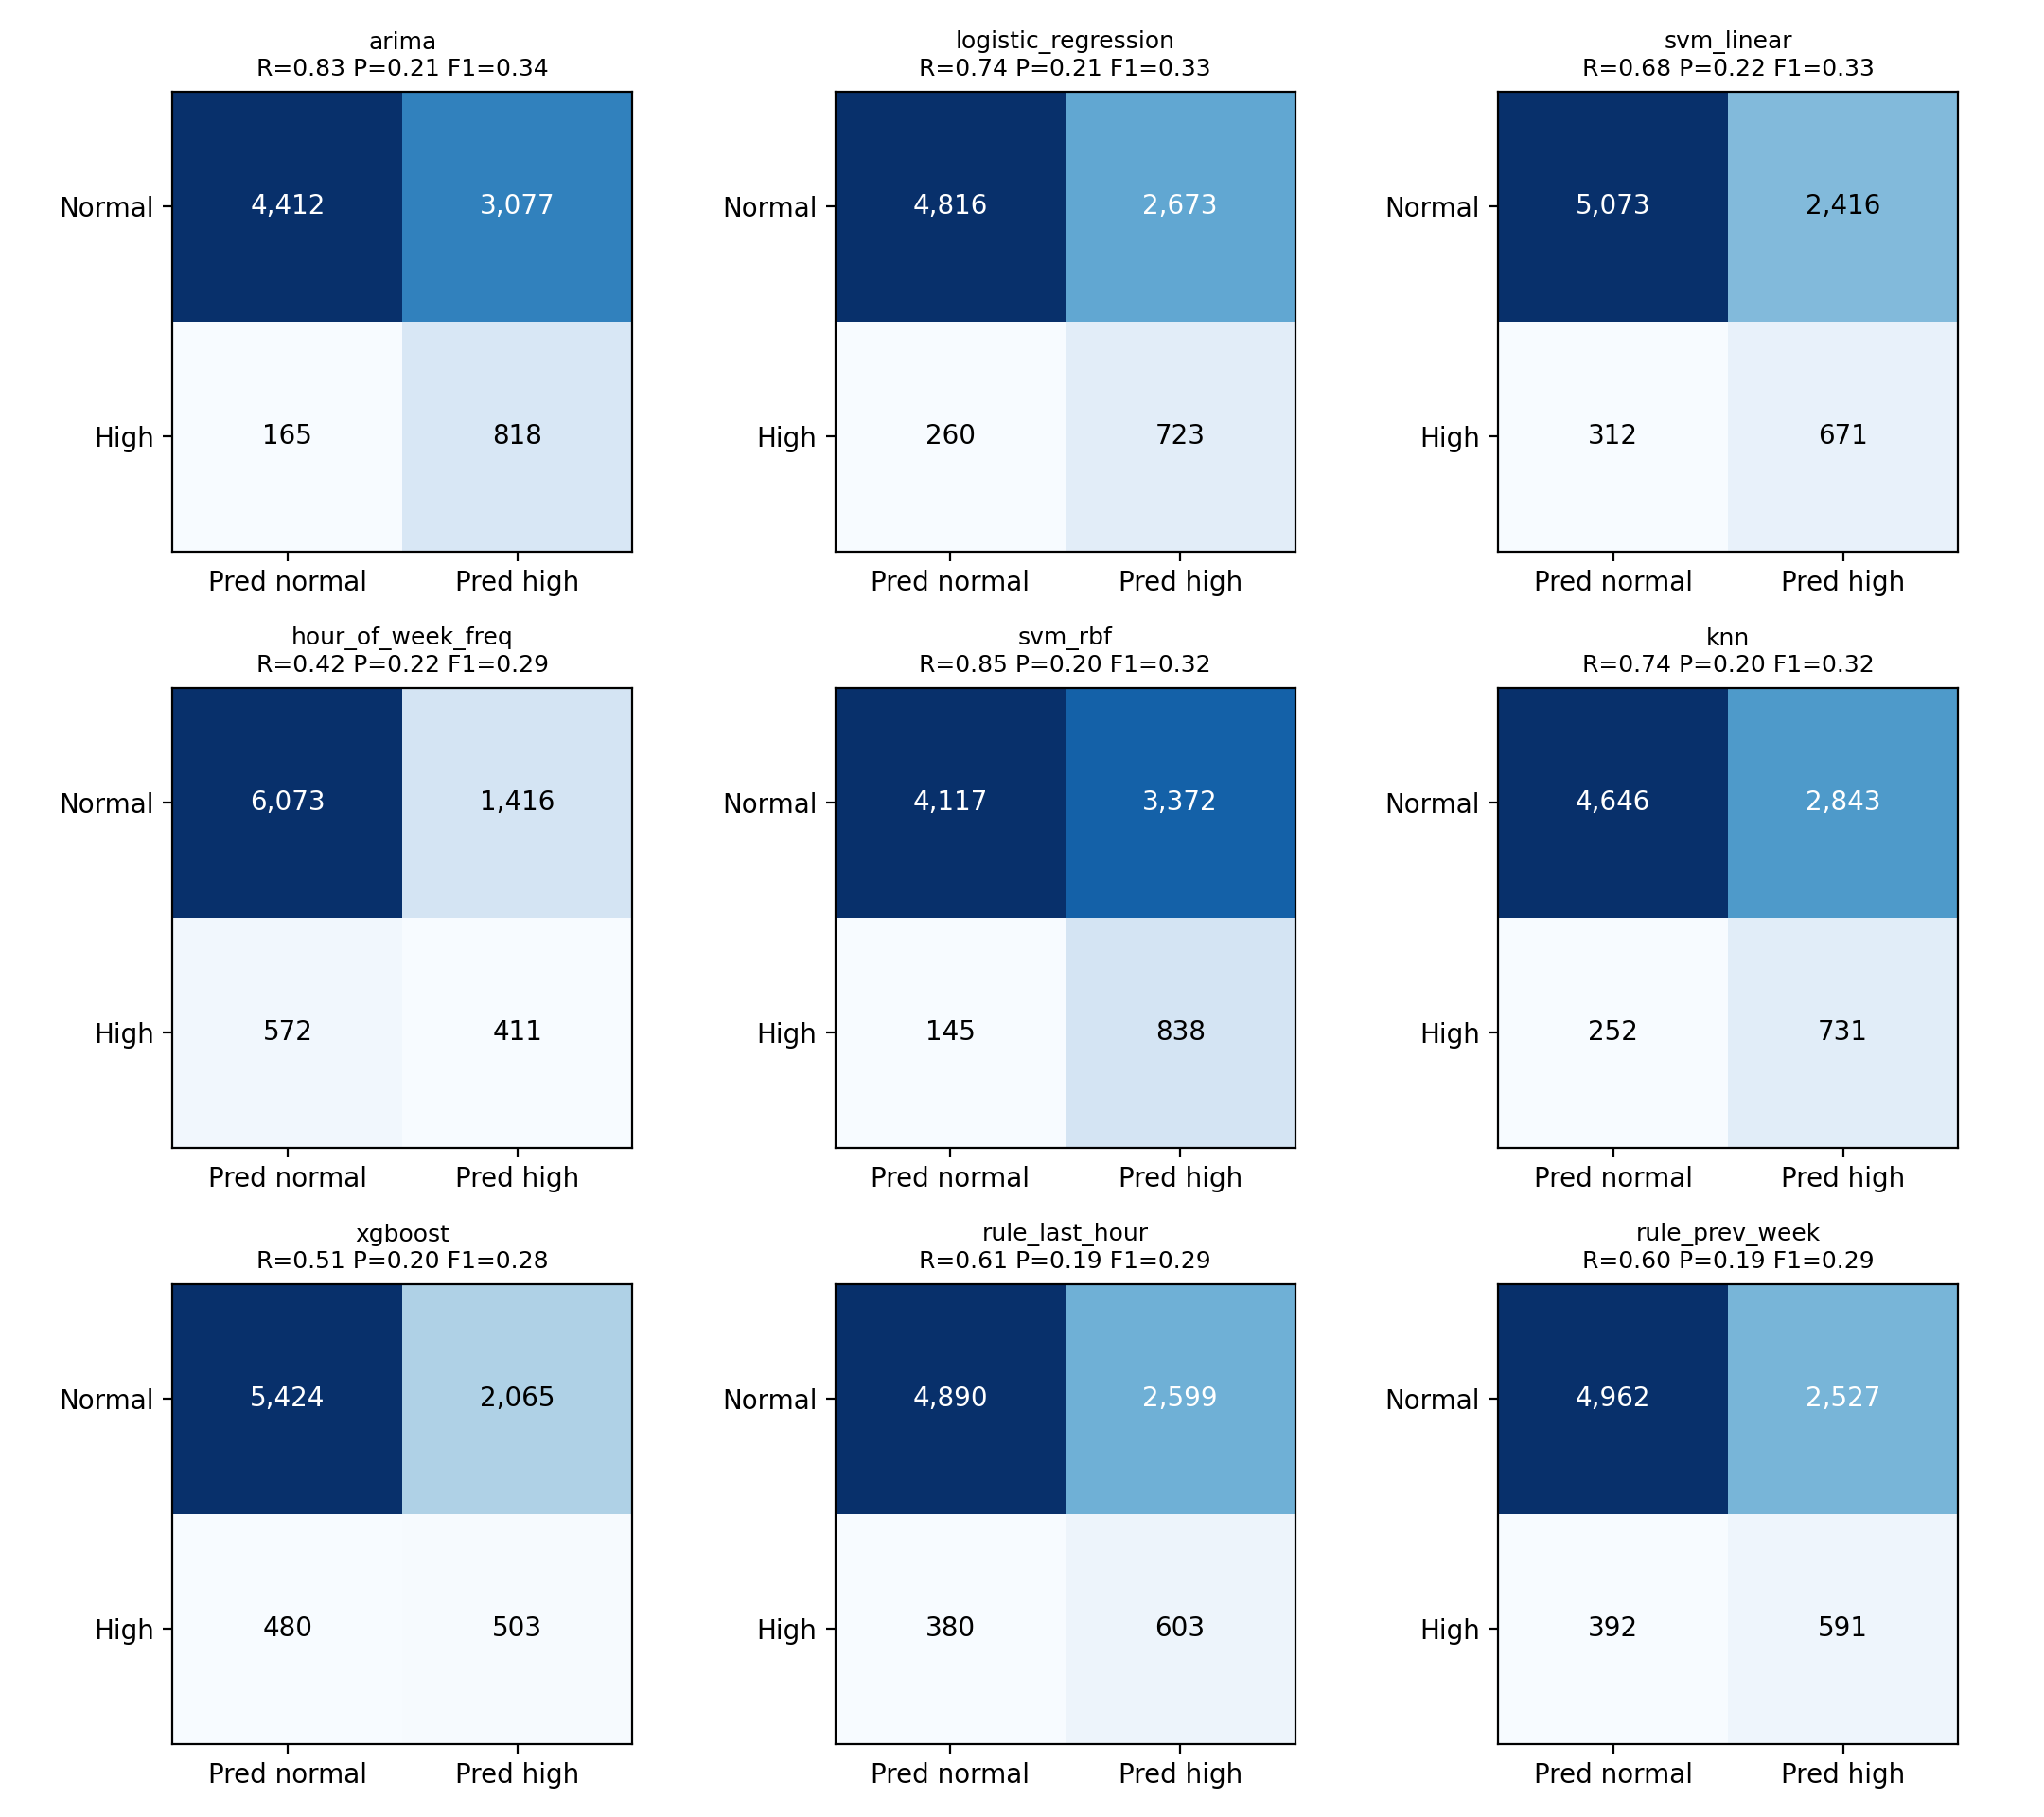 arima
R=0.83 P=0.21 F1=0.34
Normal
4,412
3,077
High
165
818
Pred normal
Pred high
logistic_regression
R=0.74 P=0.21 F1=0.33
Normal
4,816
2,673
High
260
723
Pred normal
Pred high
svm_linear
R=0.68 P=0.22 F1=0.33
Normal
5,073
2,416
High
312
671
Pred normal
Pred high
hour_of_week_freq
R=0.42 P=0.22 F1=0.29
Normal
6,073
1,416
High
572
411
Pred normal
Pred high
svm_rbf
R=0.85 P=0.20 F1=0.32
Normal
4,117
3,372
High
145
838
Pred normal
Pred high
knn
R=0.74 P=0.20 F1=0.32
Normal
4,646
2,843
High
252
731
Pred normal
Pred high
xgboost
R=0.51 P=0.20 F1=0.28
Normal
5,424
2,065
High
480
503
Pred normal
Pred high
rule_last_hour
R=0.61 P=0.19 F1=0.29
Normal
4,890
2,599
High
380
603
Pred normal
Pred high
rule_prev_week
R=0.60 P=0.19 F1=0.29
Normal
4,962
2,527
High
392
591
Pred normal
Pred high